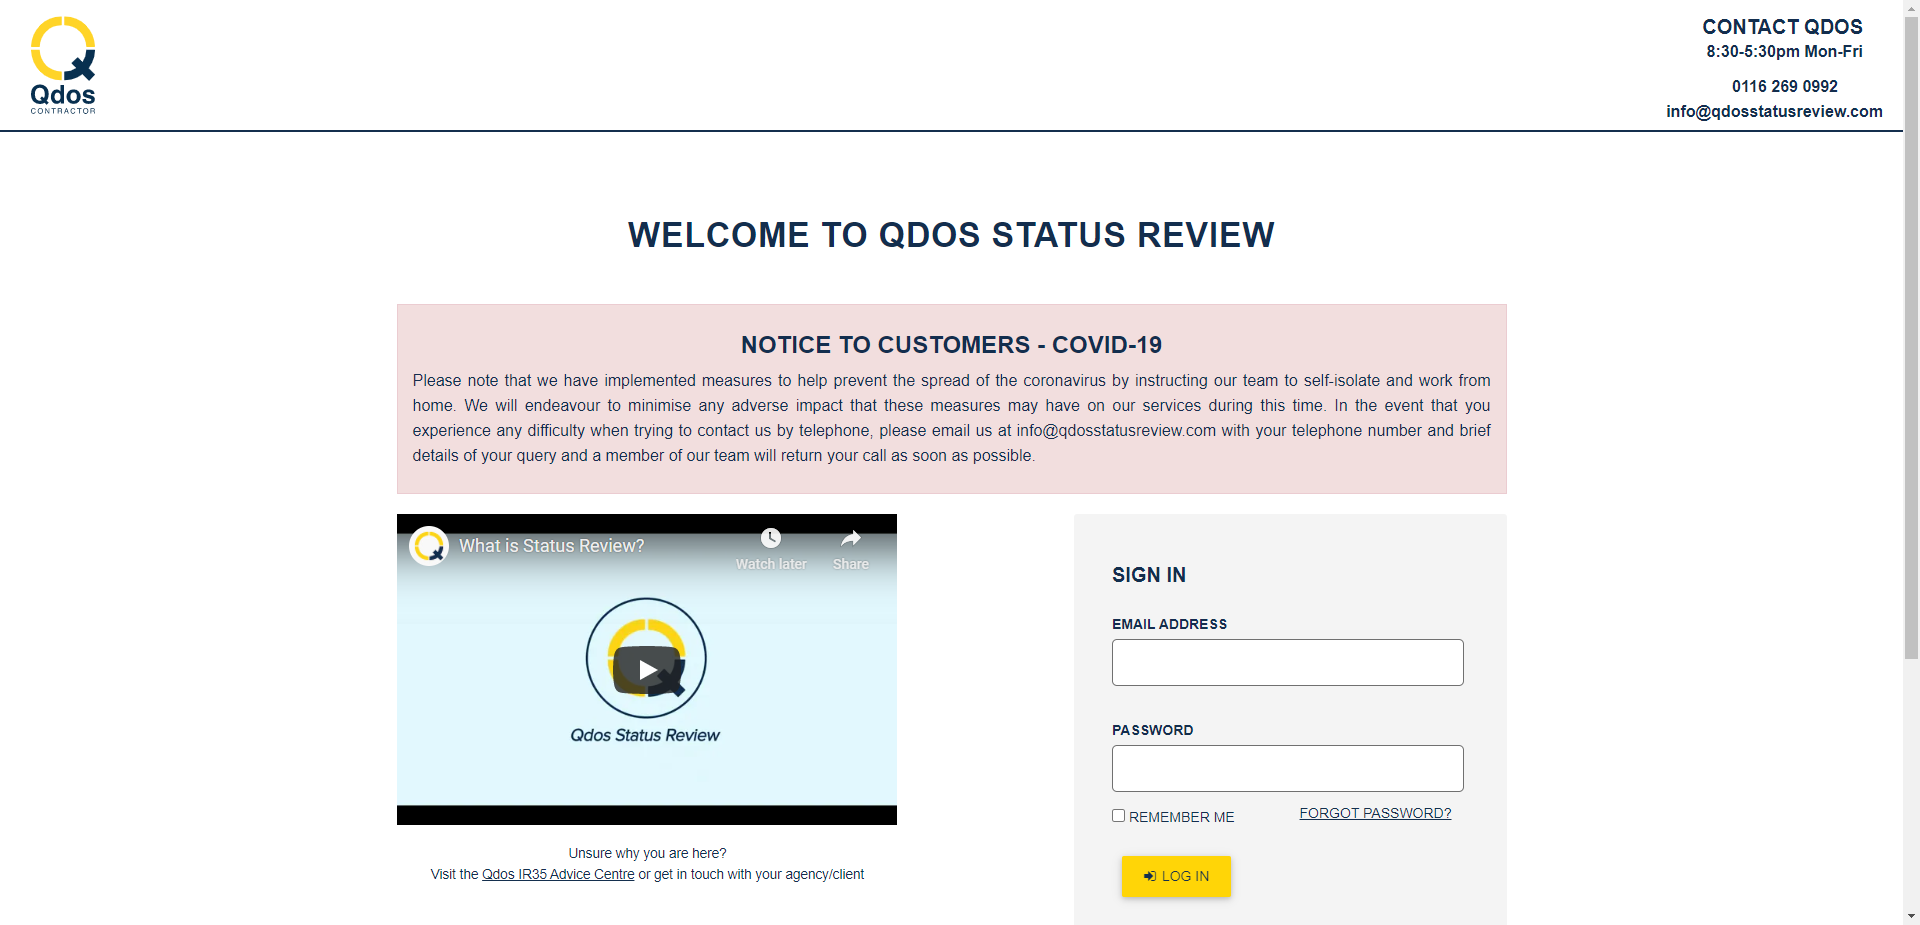 Qdos
CONTRACTOR
CONTACT QDOS
8:30-5:30pm Mon-Fri
0116 269 0992
info@qdosstatusreview.com
WELCOME TO QDOS STATUS REVIEW
NOTICE TO CUSTOMERS - COVID-19
Please note that we have implemented measures to help prevent the spread of the coronavirus by instructing our team to self-isolate and work from
home. We will endeavour to minimise any adverse impact that these measures may have on our services during this time. In the event that you
experience any difficulty when trying to contact us by telephone, please email us at info@qdosstatusreview.com with your telephone number and brief
details of your query and a member of our team will return your call as soon as possible.
What is Status Review?
Watch later
Share
Qdos Status Review
Unsure why you are here?
Visit the Qdos IR35 Advice Centre or get in touch with your agency/client
SIGN IN
EMAIL ADDRESS
PASSWORD
REMEMBER ME
FORGOT PASSWORD?
LOG IN